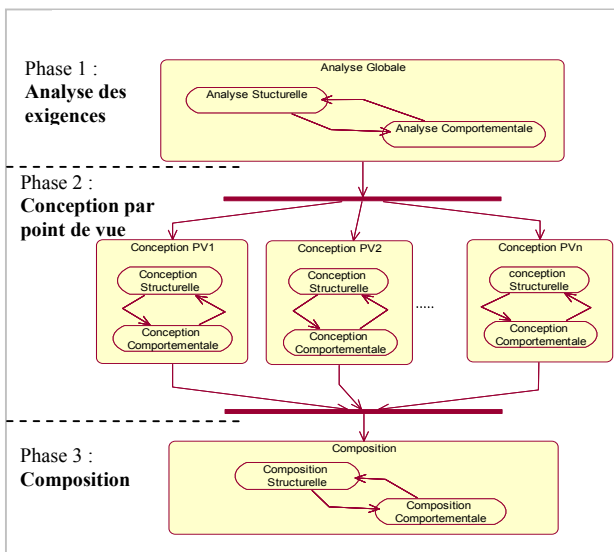 Phase 1 :
Analyse des
exigences
Analyse Globale
Analyse Stucturelle
Analyse Comportementale
Phase 2 :
Conception par
point de vue
Conception PV1
Conception
Structurelle
Conception
Comportementale
Conception PV2
Conception
Structurelle
Conception
Comportementale
.....
Conception PVn
conception
Structurelle
Conception
Comportementale
Phase 3 :
Composition
Composition
Composition
Structurelle
Composition
Comportementale